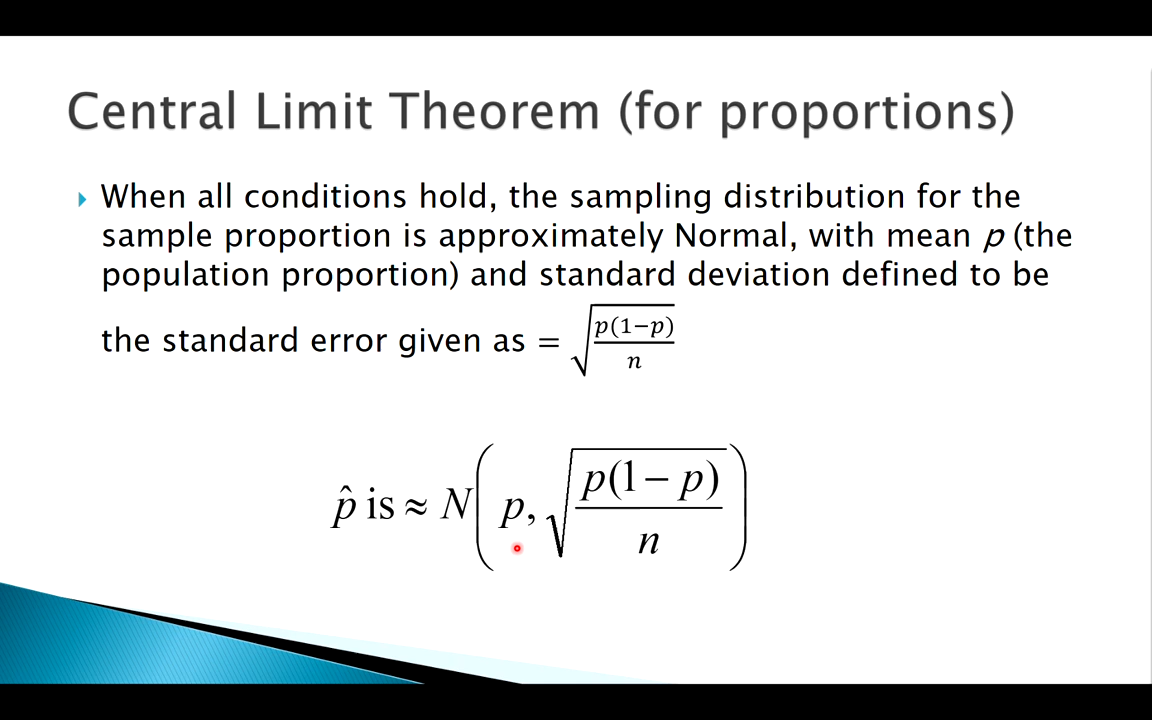 Central Limit Theorem (for proportions)
When all conditions hold, the sampling distribution for the
sample proportion is approximately Normal, with mean p (the
population proportion) and standard deviation defined to be
the standard error given as = √(p(1−p)/n)
p̂ is ≈ N(p, √(p(1−p)/n))